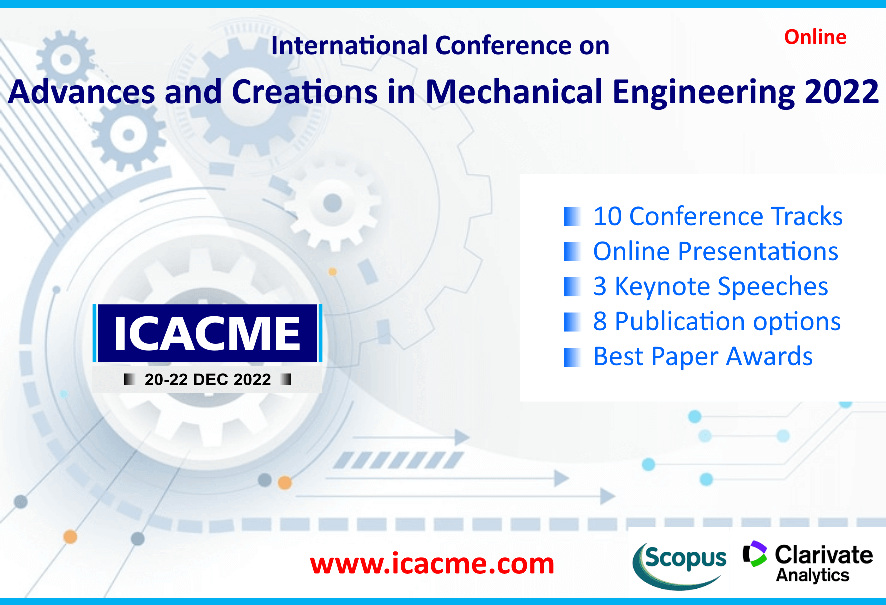 International Conference on
Online
Advances and Creations in Mechanical Engineering 2022
10 Conference Tracks
Online Presentations
3 Keynote Speeches
8 Publication options
Best Paper Awards
ICACME
20-22 DEC 2022
www.icacme.com
Scopus
Clarivate
Analytics